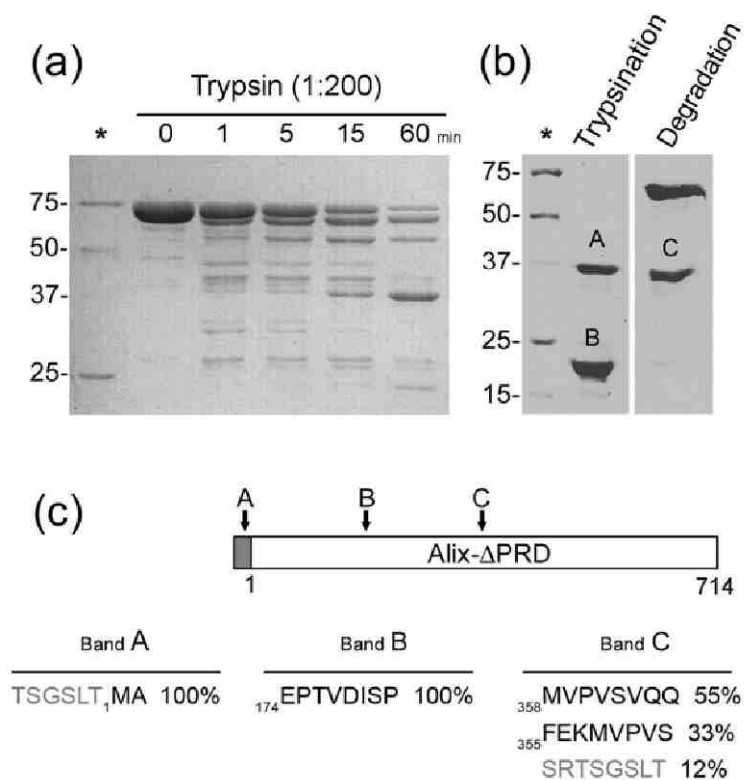 (a)
Trypsin (1:200)
* 0 1 5 15 60 min
75-
50-
37-
25-
(b)
* Trypsination Degradation
75-
50-
37-
25-
15-
A
B
C
(c)
A B C
Alix-ΔPRD
1 714
Band A Band B Band C
TSGSLT1MA 100% 174EPTVDISP 100% 358MVPVSVQQ 55%
355FEKMVPVS 33%
SRTSGSLT 12%